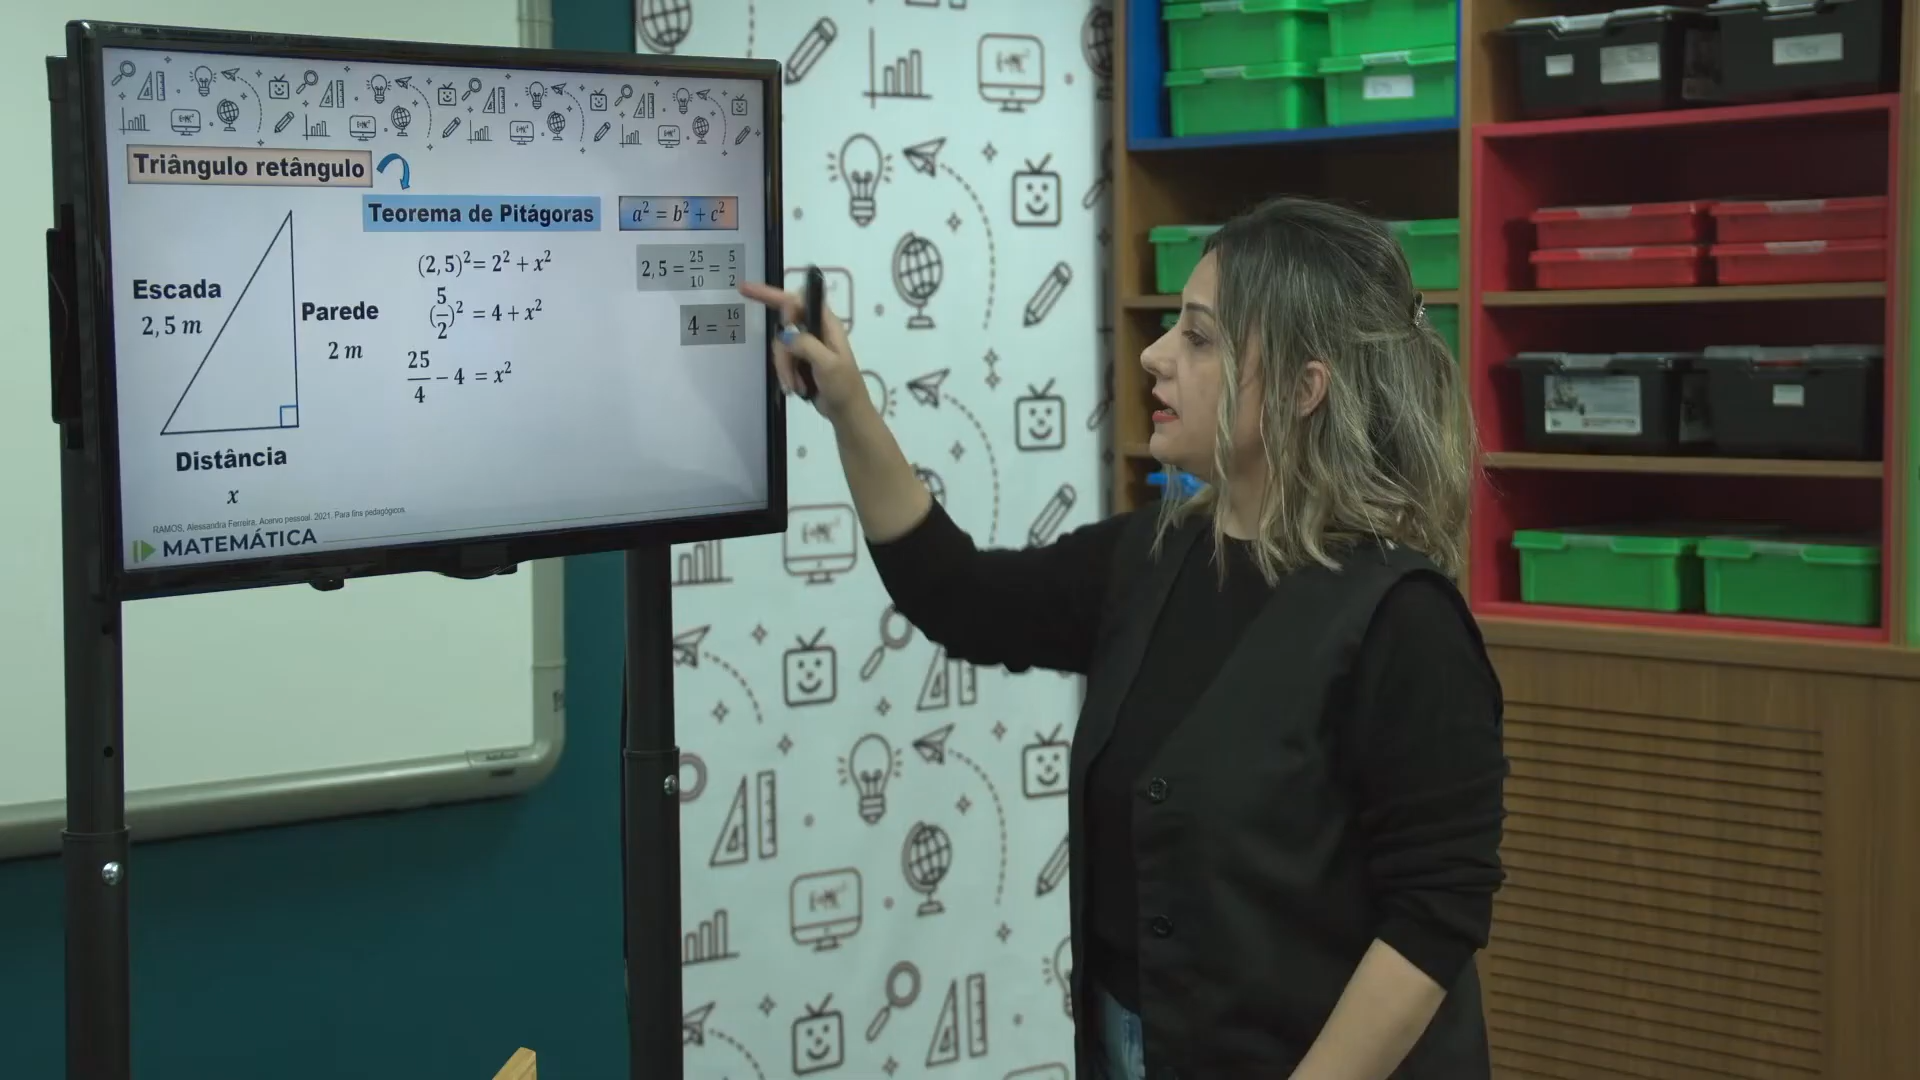 Triângulo retângulo
Teorema de Pitágoras
a² = b² + c²
(2,5)² = 2² + x²
2,5 = 25/10 = 5/2
Escada
2,5 m
Parede
2 m
(5/2)² = 4 + x²
4 = 16/4
25/4 − 4 = x²
Distância
x
RAMOS, Alessandra Ferreira. Acervo pessoal. 2021. Para fins pedagógicos.
MATEMÁTICA